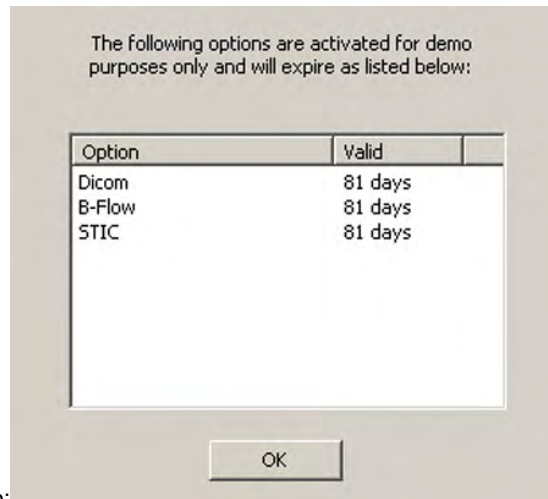 The following options are activated for demo
purposes only and will expire as listed below:
Option Valid
Dicom 81 days
B-Flow 81 days
STIC 81 days
OK